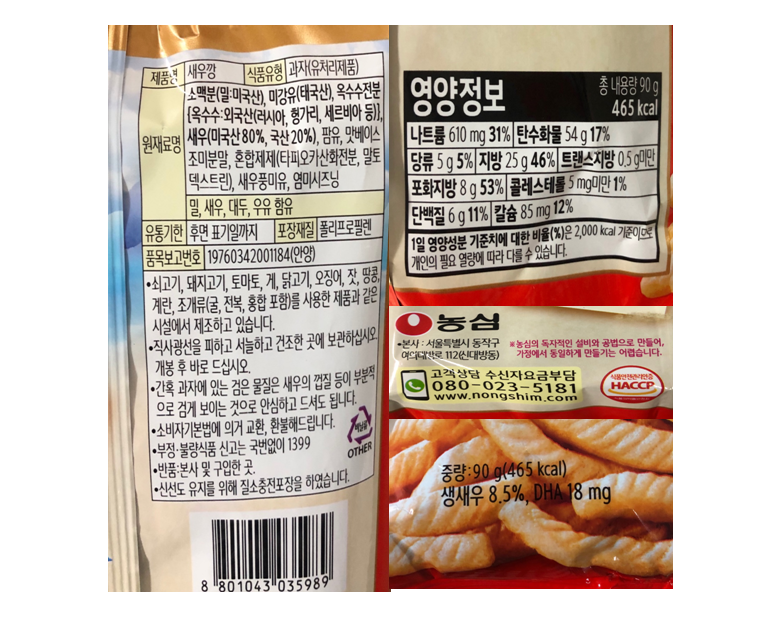 제품명 새우깡 식품유형 과자(유처리제품)
원재료명 소맥분(밀:미국산), 미강유(태국산), 옥수수전분
{옥수수:외국산(러시아, 헝가리, 세르비아 등)},
새우(미국산 80%, 국산 20%), 팜유, 맛베이스
조미분말, 혼합제제(타피오카산화전분, 말토
덱스트린), 새우풍미유, 염미시즈닝
밀, 새우, 대두, 우유 함유
유통기한 후면 표기일까지 포장재질 폴리프로필렌
품목보고번호 19760342001184(안양)
•쇠고기, 돼지고기, 토마토, 게, 닭고기, 오징어, 잣, 땅콩,
계란, 조개류(굴, 전복, 홍합 포함)를 사용한 제품과 같은
시설에서 제조하고 있습니다.
•직사광선을 피하고 서늘하고 건조한 곳에 보관하십시오.
개봉 후 바로 드십시오.
•간혹 과자에 있는 검은 물질은 새우의 껍질 등이 부분적
으로 검게 보이는 것으로 안심하고 드셔도 됩니다.
•소비자기본법에 의거 교환, 환불해드립니다.
•부정·불량식품 신고는 국번없이 1399
•반품:본사 및 구입한 곳.
•신선도 유지를 위해 질소충전포장을 하였습니다.
비닐류
OTHER
8 801043 035989
영양정보 총 내용량 90 g
465 kcal
나트륨 610 mg 31% 탄수화물 54 g 17%
당류 5 g 5% 지방 25 g 46% 트랜스지방 0.5 g미만
포화지방 8 g 53% 콜레스테롤 5 mg미만 1%
단백질 6 g 11% 칼슘 85 mg 12%
1일 영양성분 기준치에 대한 비율(%)은 2,000 kcal 기준이므로
개인의 필요 열량에 따라 다를 수 있습니다.
농심
•본사 : 서울특별시 동작구
여의대방로 112(신대방동)
※농심의 독자적인 설비와 공법으로 만들어,
가정에서 동일하게 만들기는 어렵습니다.
고객상담 수신자요금부담
080-023-5181
www.nongshim.com
식품안전관리인증
HACCP
중량:90 g(465 kcal)
생새우 8.5%, DHA 18 mg